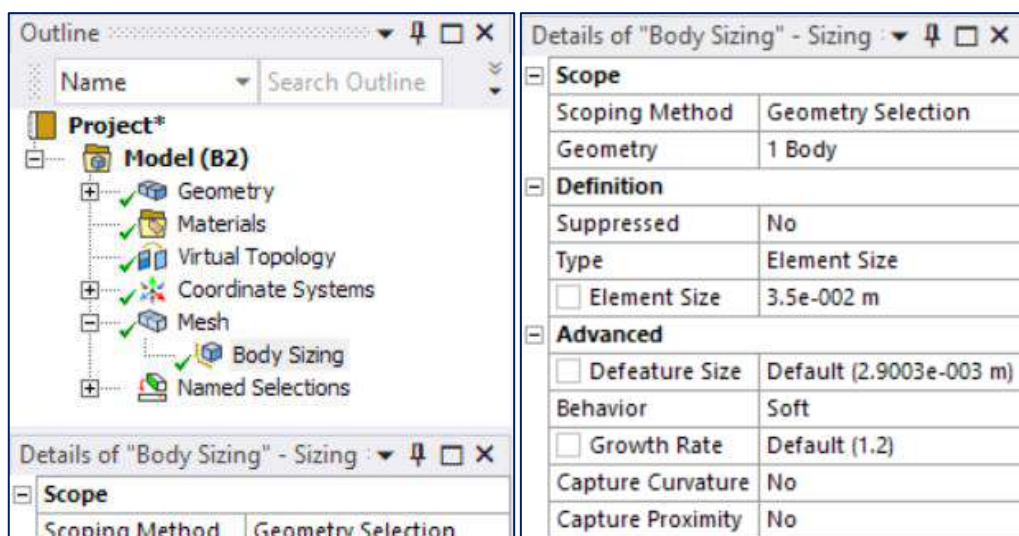 Outline
Name Search Outline
Project*
Model (B2)
Geometry
Materials
Virtual Topology
Coordinate Systems
Mesh
Body Sizing
Named Selections
Details of "Body Sizing" - Sizing
Scope
Scoping Method Geometry Selection
Details of "Body Sizing" - Sizing
Scope
Scoping Method Geometry Selection
Geometry 1 Body
Definition
Suppressed No
Type Element Size
Element Size 3.5e-002 m
Advanced
Defeature Size Default (2.9003e-003 m)
Behavior Soft
Growth Rate Default (1.2)
Capture Curvature No
Capture Proximity No